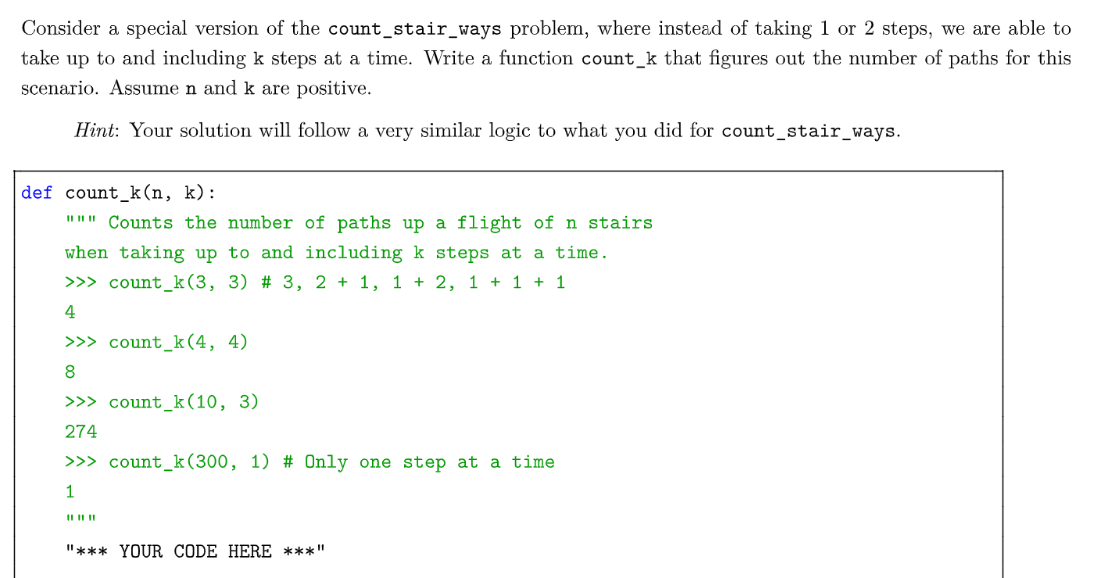 Consider a special version of the count_stair_ways problem, where instead of taking 1 or 2 steps, we are able to
take up to and including k steps at a time. Write a function count_k that figures out the number of paths for this
scenario. Assume n and k are positive.
Hint: Your solution will follow a very similar logic to what you did for count_stair_ways.
def count_k(n, k):
    """ Counts the number of paths up a flight of n stairs
    when taking up to and including k steps at a time.
    >>> count_k(3, 3) # 3, 2 + 1, 1 + 2, 1 + 1 + 1
    4
    >>> count_k(4, 4)
    8
    >>> count_k(10, 3)
    274
    >>> count_k(300, 1) # Only one step at a time
    1
    """
    "*** YOUR CODE HERE ***"